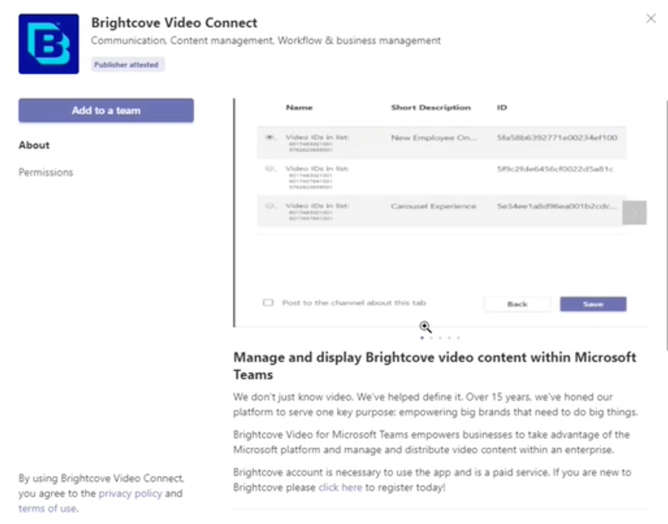 Brightcove Video Connect
Communication, Content management, Workflow & business management
Publisher attested
Add to a team
About
Permissions
Name Short Description ID
Video IDs in list: New Employee On... 5fa58b6392771e00234ef100
Video IDs in list: 5f9c2fde6456cf0022d5a81c
Video IDs in list: Carousel Experience 5e34ee1a8d96ea001b2cdc...
Post to the channel about this tab
Back
Save
Manage and display Brightcove video content within Microsoft
Teams
We don't just know video. We've helped define it. Over 15 years, we've honed our
platform to serve one key purpose: empowering big brands that need to do big things.
Brightcove Video for Microsoft Teams empowers businesses to take advantage of the
Microsoft platform and manage and distribute video content within an enterprise.
Brightcove account is necessary to use the app and is a paid service. If you are new to
Brightcove please click here to register today!
By using Brightcove Video Connect,
you agree to the privacy policy and
terms of use.